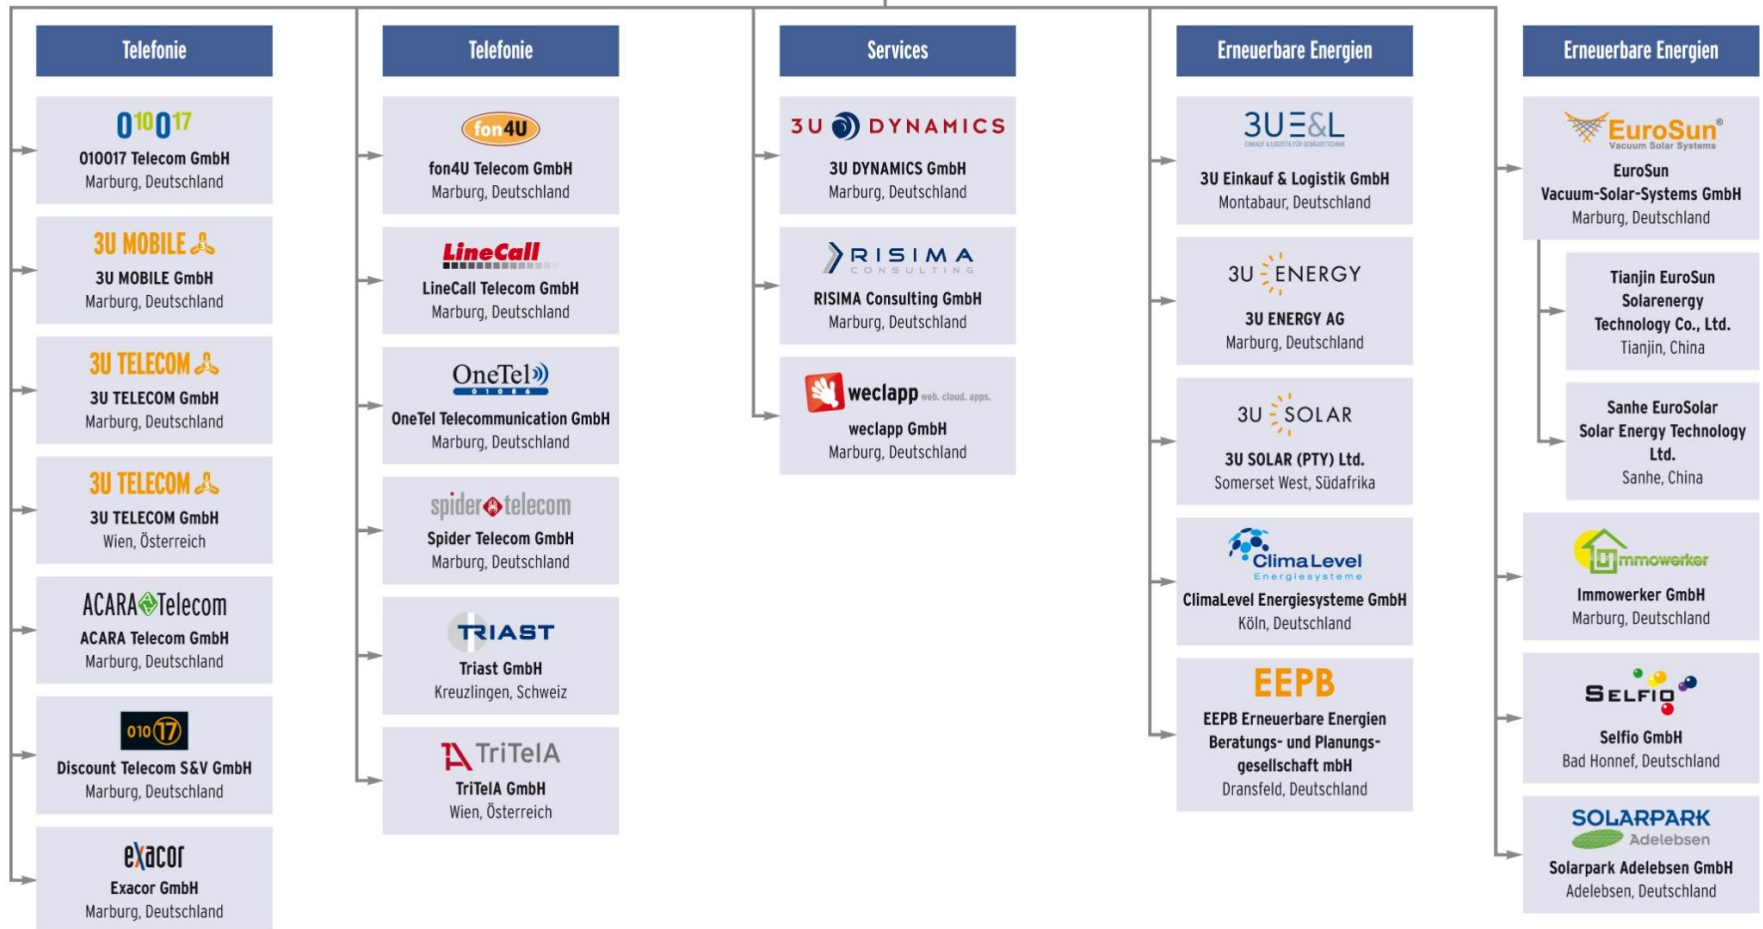 Telefonie
010017
010017 Telecom GmbH
Marburg, Deutschland
3U MOBILE
3U MOBILE GmbH
Marburg, Deutschland
3U TELECOM
3U TELECOM GmbH
Marburg, Deutschland
3U TELECOM
3U TELECOM GmbH
Wien, Österreich
ACARA Telecom
ACARA Telecom GmbH
Marburg, Deutschland
010 17
Discount Telecom S&V GmbH
Marburg, Deutschland
exacor
Exacor GmbH
Marburg, Deutschland
Telefonie
fon4U
fon4U Telecom GmbH
Marburg, Deutschland
LineCall
LineCall Telecom GmbH
Marburg, Deutschland
OneTel
01086
OneTel Telecommunication GmbH
Marburg, Deutschland
spider telecom
Spider Telecom GmbH
Marburg, Deutschland
TRIAST
Triast GmbH
Kreuzlingen, Schweiz
TriTelA
TriTelA GmbH
Wien, Österreich
Services
3U DYNAMICS
3U DYNAMICS GmbH
Marburg, Deutschland
RISIMA
CONSULTING
RISIMA Consulting GmbH
Marburg, Deutschland
weclapp web. cloud. apps.
weclapp GmbH
Marburg, Deutschland
Erneuerbare Energien
3U E&L
EINKAUF & LOGISTIK FÜR GEBÄUDETECHNIK
3U Einkauf & Logistik GmbH
Montabaur, Deutschland
3U ENERGY
3U ENERGY AG
Marburg, Deutschland
3U SOLAR
3U SOLAR (PTY) Ltd.
Somerset West, Südafrika
ClimaLevel
Energiesysteme
ClimaLevel Energiesysteme GmbH
Köln, Deutschland
EEPB
EEPB Erneuerbare Energien
Beratungs- und Planungs-
gesellschaft mbH
Dransfeld, Deutschland
Erneuerbare Energien
EuroSun®
Vacuum Solar Systems
EuroSun
Vacuum-Solar-Systems GmbH
Marburg, Deutschland
Tianjin EuroSun
Solarenergy
Technology Co., Ltd.
Tianjin, China
Sanhe EuroSolar
Solar Energy Technology
Ltd.
Sanhe, China
Immowerker
Immowerker GmbH
Marburg, Deutschland
SELFIO
Selfio GmbH
Bad Honnef, Deutschland
SOLARPARK
Adelebsen
Solarpark Adelebsen GmbH
Adelebsen, Deutschland